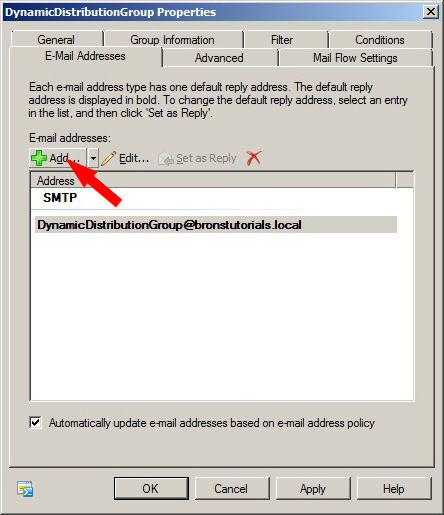 DynamicDistributionGroup Properties
General Group Information Filter Conditions
E-Mail Addresses Advanced Mail Flow Settings
Each e-mail address type has one default reply address. The default reply
address is displayed in bold. To change the default reply address, select an entry
in the list, and then click 'Set as Reply'.
E-mail addresses:
Add... Edit... Set as Reply
Address
SMTP
DynamicDistributionGroup@bronstutorials.local
Automatically update e-mail addresses based on e-mail address policy
OK Cancel Apply Help